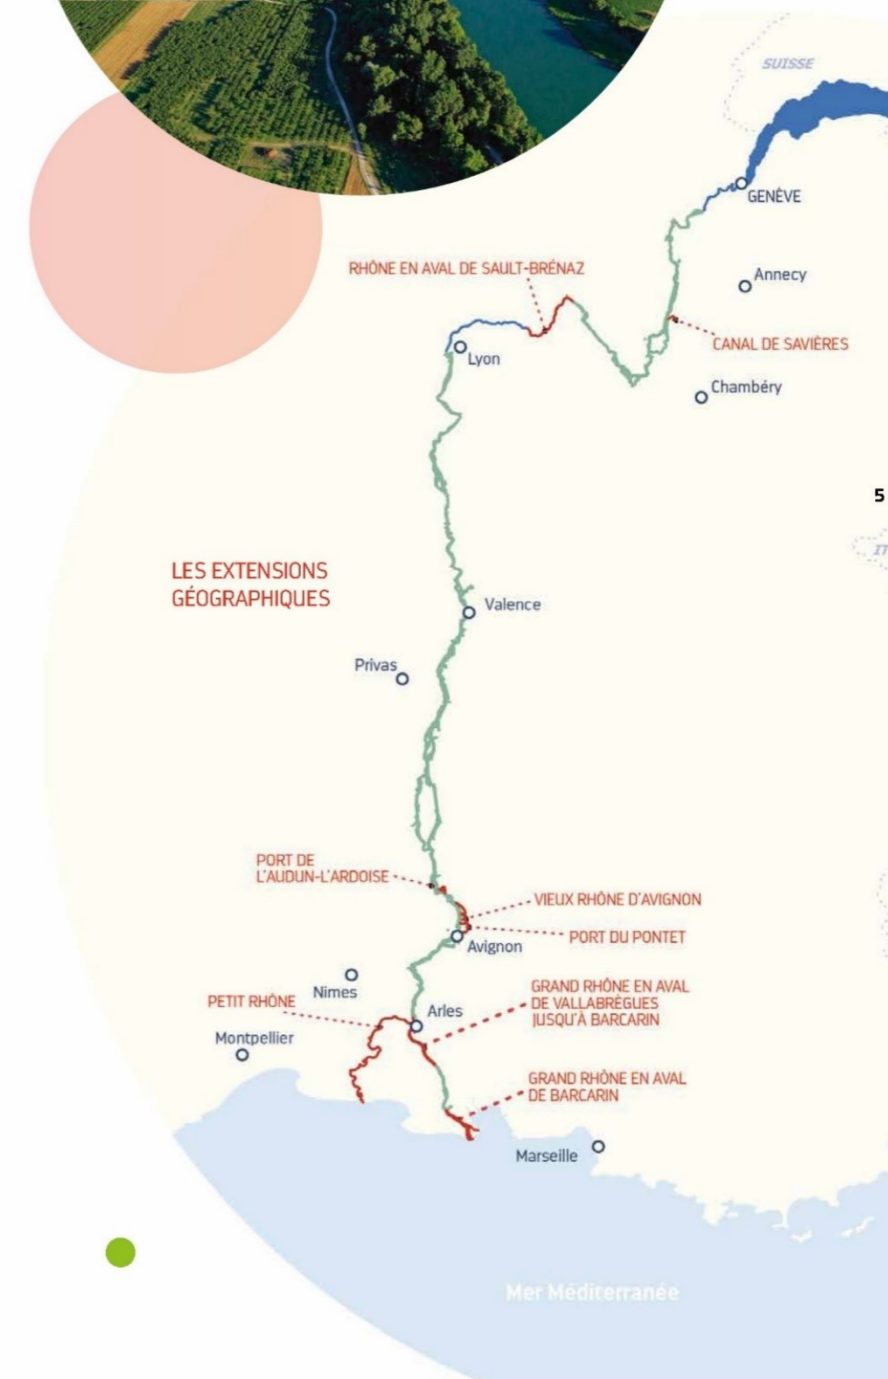 SUISSE
GENÈVE
RHÔNE EN AVAL DE SAULT-BRÉNAZ
Annecy
CANAL DE SAVIÈRES
Lyon
Chambéry
5
LES EXTENSIONS
GÉOGRAPHIQUES
Valence
Privas
PORT DE
L'AUDUN-L'ARDOISE
VIEUX RHÔNE D'AVIGNON
PORT DU PONTET
Avignon
Nimes
GRAND RHÔNE EN AVAL
DE VALLABRÈGUES
JUSQU'À BARCARIN
PETIT RHÔNE
Arles
Montpellier
GRAND RHÔNE EN AVAL
DE BARCARIN
Marseille
Mer Méditerranée